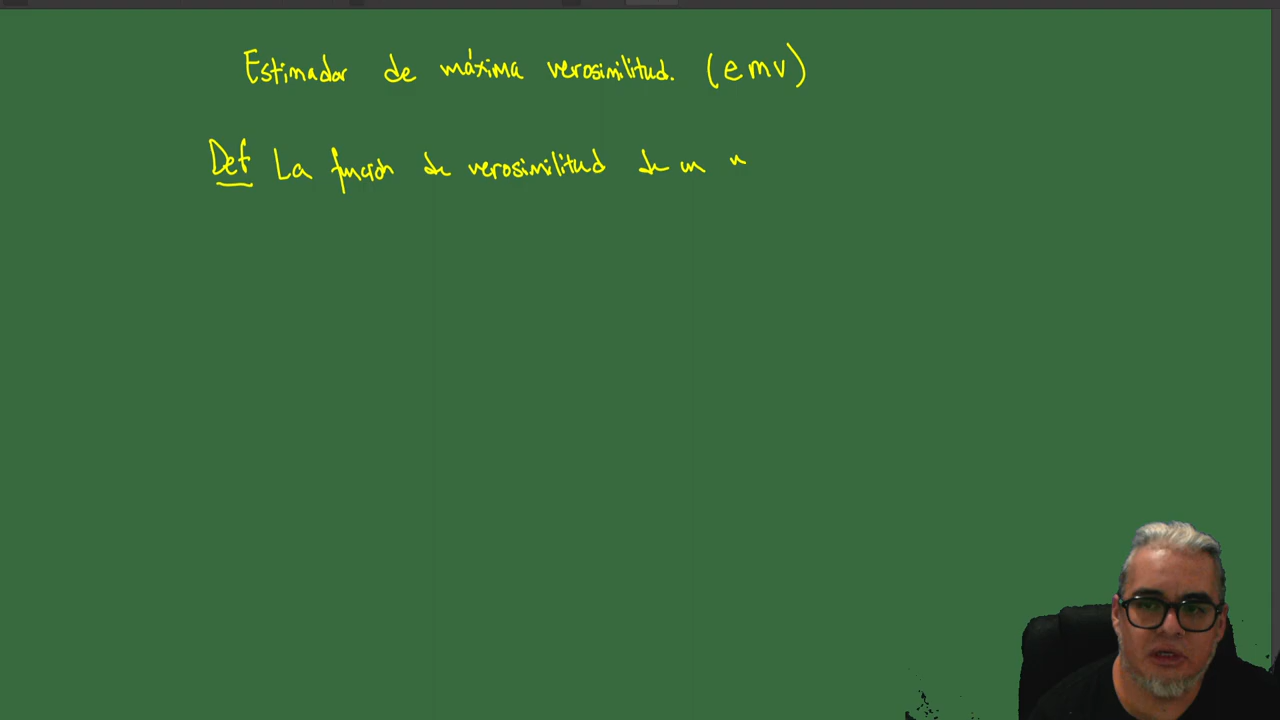 Estimador de máxima verosimilitud. (emv)
Def La función de verosimilitud de un n